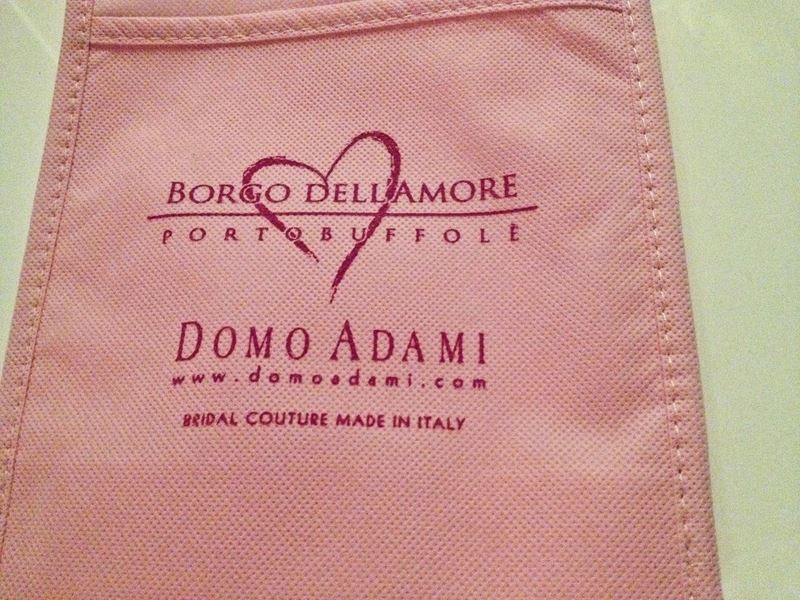 BORGO DELL'AMORE
PORTOBUFFOLÈ
DOMO ADAMI
www.domoadami.com
BRIDAL COUTURE MADE IN ITALY